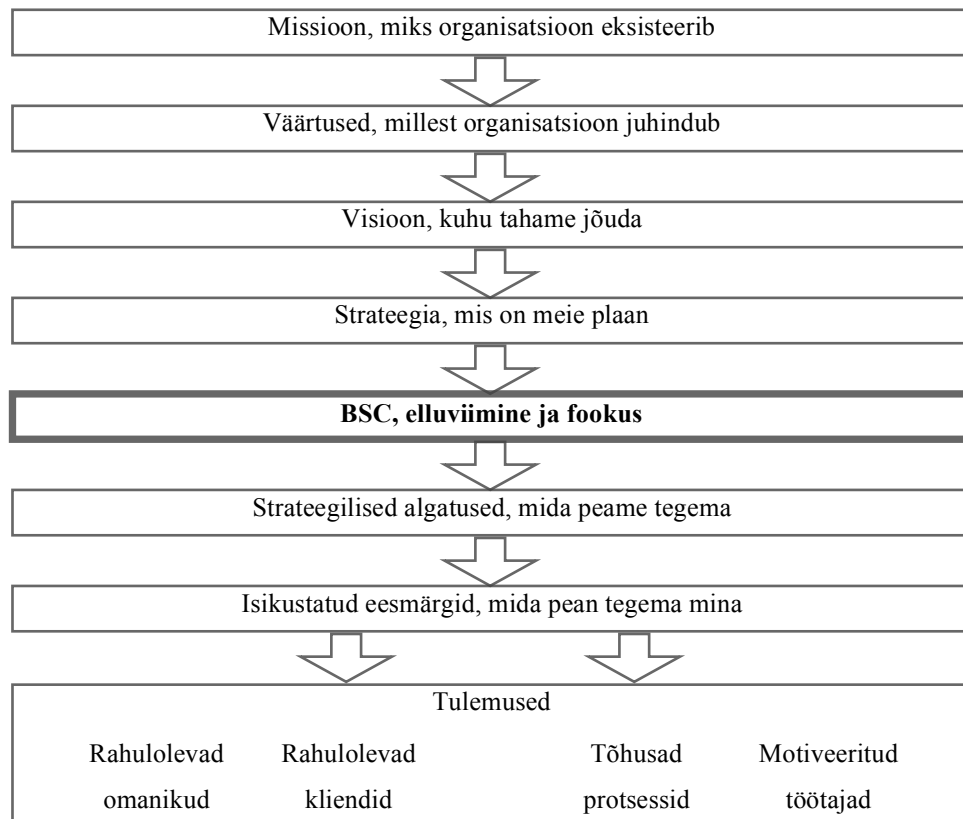 Missioon, miks organisatsioon eksisteerib
Väärtused, millest organisatsioon juhindub
Visioon, kuhu tahame jõuda
Strateegia, mis on meie plaan
BSC, elluviimine ja fookus
Strateegilised algatused, mida peame tegema
Isikustatud eesmärgid, mida pean tegema mina
Tulemused
Rahulolevad omanikud
Rahulolevad kliendid
Tõhusad protsessid
Motiveeritud töötajad